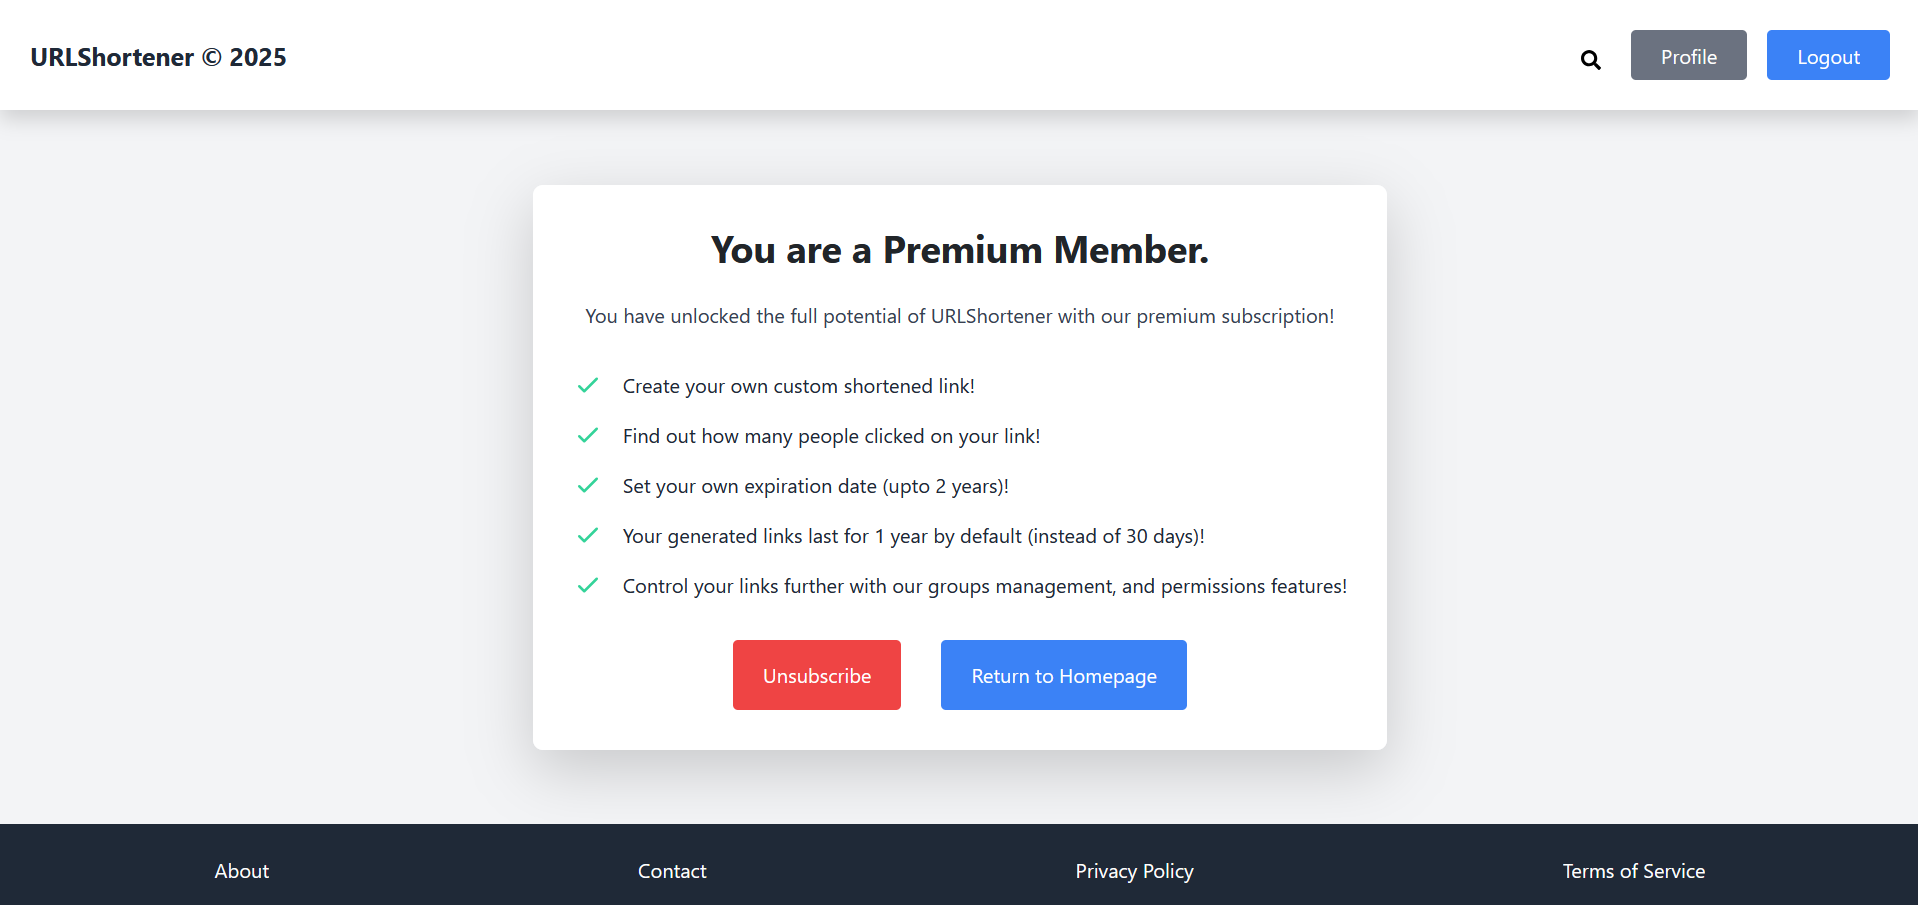 URLShortener © 2025
Profile
Logout
You are a Premium Member.
You have unlocked the full potential of URLShortener with our premium subscription!
Create your own custom shortened link!
Find out how many people clicked on your link!
Set your own expiration date (upto 2 years)!
Your generated links last for 1 year by default (instead of 30 days)!
Control your links further with our groups management, and permissions features!
Unsubscribe
Return to Homepage
About
Contact
Privacy Policy
Terms of Service